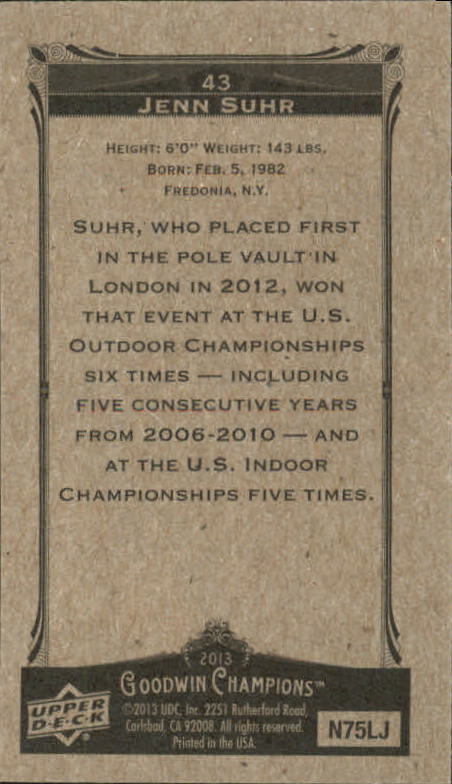 43
JENN SUHR
HEIGHT: 6'0" WEIGHT: 143 LBS.
BORN: FEB. 5, 1982
FREDONIA, N.Y.
SUHR, WHO PLACED FIRST
IN THE POLE VAULT IN
LONDON IN 2012, WON
THAT EVENT AT THE U.S.
OUTDOOR CHAMPIONSHIPS
SIX TIMES — INCLUDING
FIVE CONSECUTIVE YEARS
FROM 2006-2010 — AND
AT THE U.S. INDOOR
CHAMPIONSHIPS FIVE TIMES.
2013
GOODWIN CHAMPIONS™
UPPER
D·E·C·K
©2013 UDC, Inc. 2251 Rutherford Road,
Carlsbad, CA 92008. All rights reserved.
Printed in the USA.
N75LJ